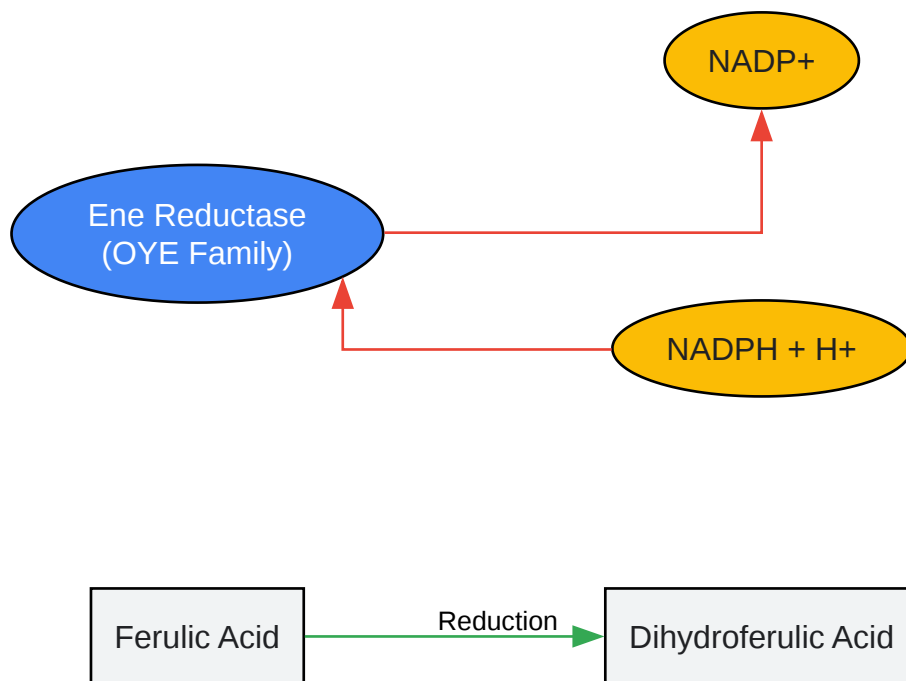 NADP+
Ene Reductase
(OYE Family)
NADPH + H+
Reduction
Ferulic Acid
Dihydroferulic Acid